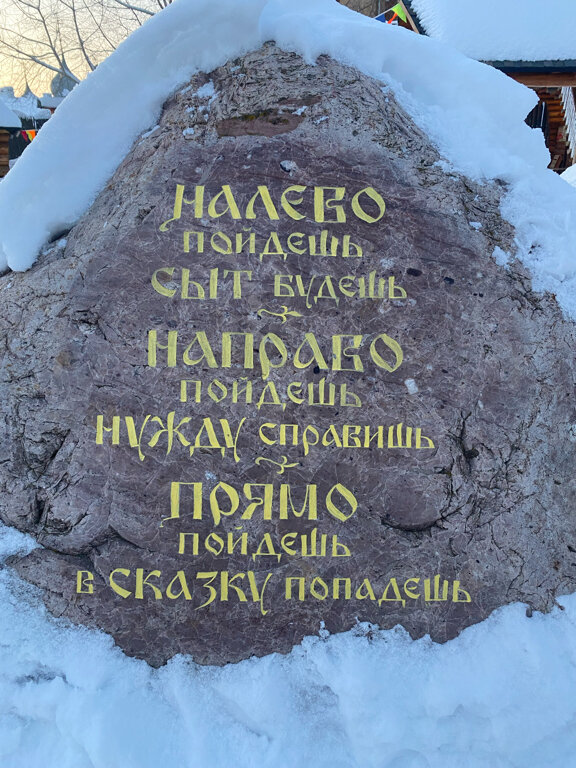 Налево
пойдешь
сыт будешь
Направо
пойдешь
нужду справишь
Прямо
пойдешь
в сказку попадешь